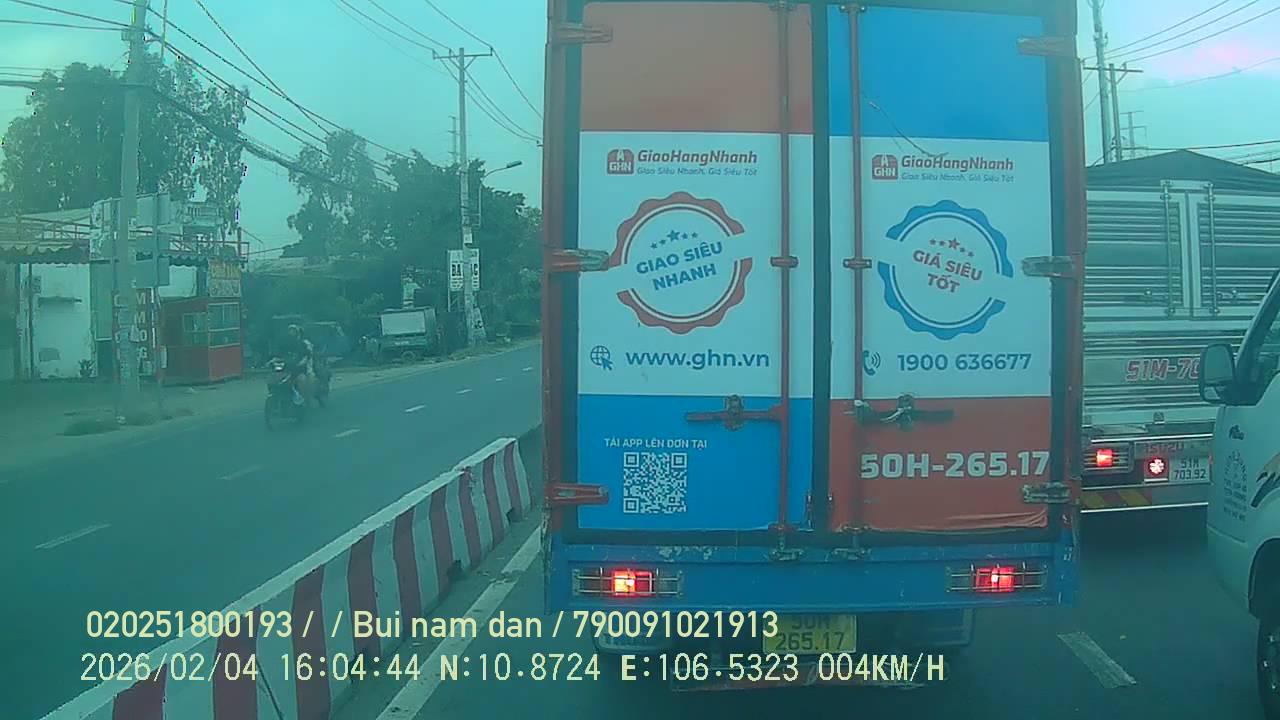 GHN GiaoHangNhanh
Giao Siêu Nhanh, Giá Siêu Tốt
GIAO SIÊU
NHANH
www.ghn.vn
TẢI APP LÊN ĐƠN TẠI
GHN GiaoHangNhanh
Giao Siêu Nhanh, Giá Siêu Tốt
GIÁ SIÊU
TỐT
1900 636677
50H-265.17
50H
265.17
51M-70
ISUZU
51M
703.92
020251800193 / / Bui nam dan / 790091021913
2026/02/04 16:04:44 N:10.8724 E:106.5323 004KM/H